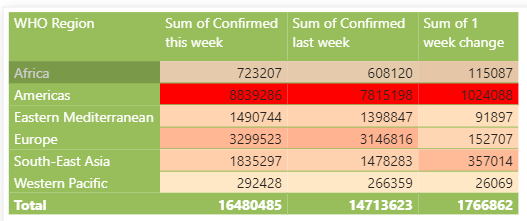 WHO Region Sum of Confirmed this week Sum of Confirmed last week Sum of 1 week change
Africa 723207 608120 115087
Americas 8839286 7815198 1024088
Eastern Mediterranean 1490744 1398847 91897
Europe 3299523 3146816 152707
South-East Asia 1835297 1478283 357014
Western Pacific 292428 266359 26069
Total 16480485 14713623 1766862